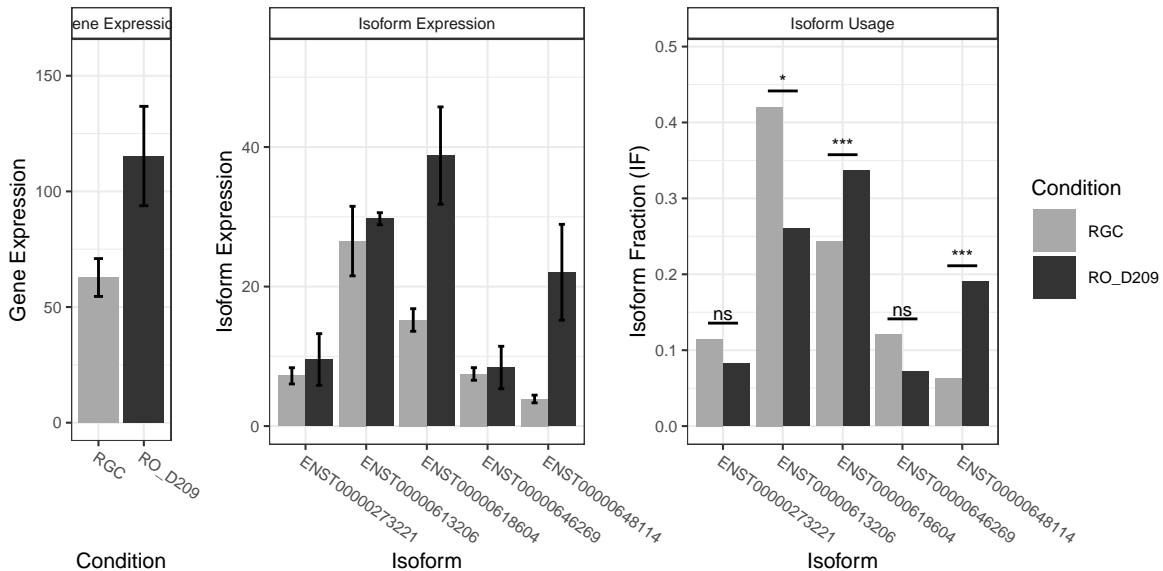 ene Expressio
Gene Expression
150
100
50
0
RGC
RO_D209
Condition
Isoform Expression
Isoform Expression
40
20
0
ENST00000273221
ENST00000613206
ENST00000618604
ENST00000646269
ENST00000648114
Isoform
Isoform Usage
Isoform Fraction (IF)
0.5
0.4
0.3
0.2
0.1
0.0
ns
*
***
ns
***
ENST00000273221
ENST00000613206
ENST00000618604
ENST00000646269
ENST00000648114
Isoform
Condition
RGC
RO_D209